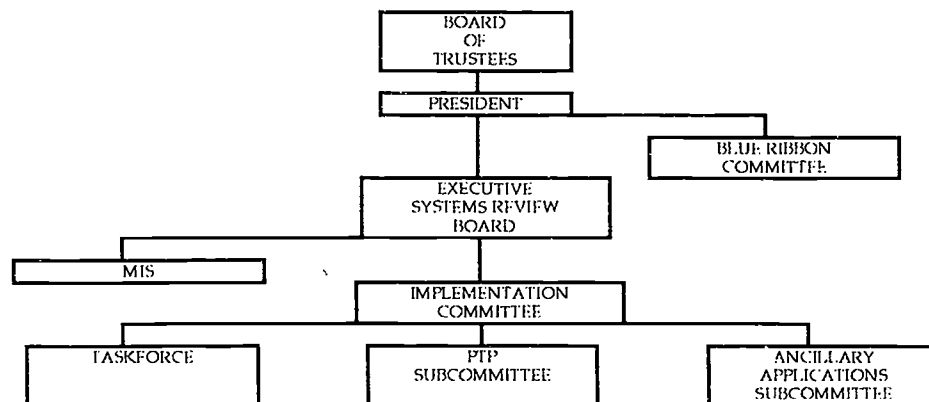 BOARD
OF
TRUSTEES
PRESIDENT
BLUE RIBBON
COMMITTEE
EXECUTIVE
SYSTEMS REVIEW
BOARD
MIS
IMPLEMENTATION
COMMITTEE
TASKFORCE
PTP
SUBCOMMITTEE
ANCILLARY
APPLICATIONS
SUBCOMMITTEE